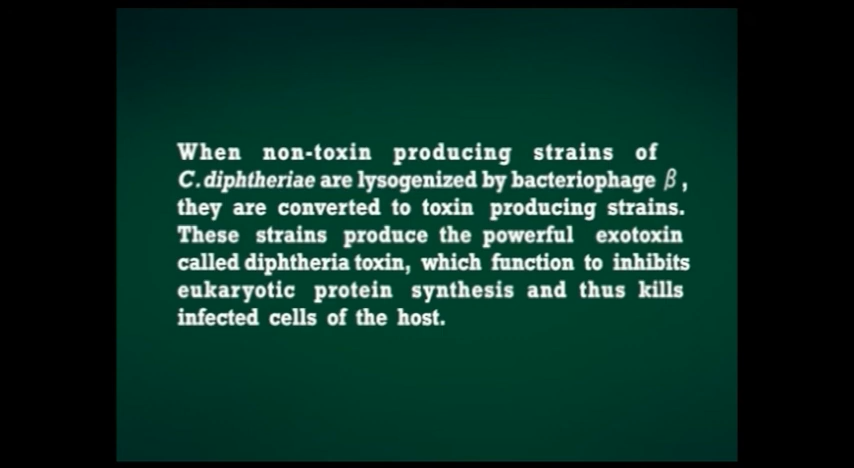 When non-toxin producing strains of
C. diphtheriae are lysogenized by bacteriophage β ,
they are converted to toxin producing strains.
These strains produce the powerful exotoxin
called diphtheria toxin, which function to inhibits
eukaryotic protein synthesis and thus kills
infected cells of the host.